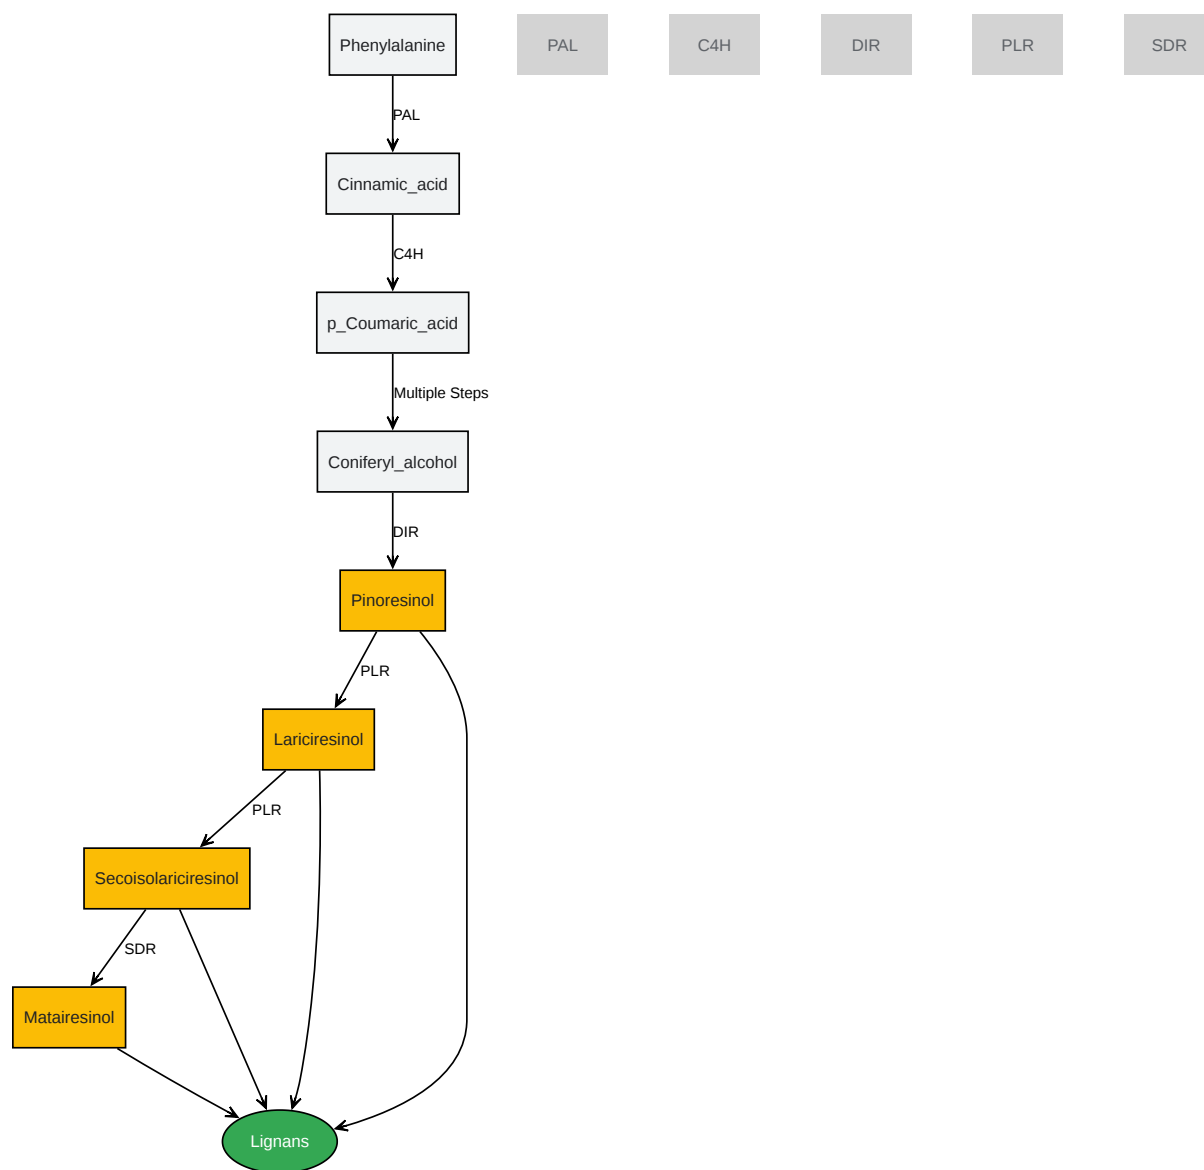 Phenylalanine
PAL
C4H
DIR
PLR
SDR
PAL
Cinnamic_acid
C4H
p_Coumaric_acid
Multiple Steps
Coniferyl_alcohol
DIR
Pinoresinol
PLR
Lariciresinol
PLR
Secoisolariciresinol
SDR
Matairesinol
Lignans